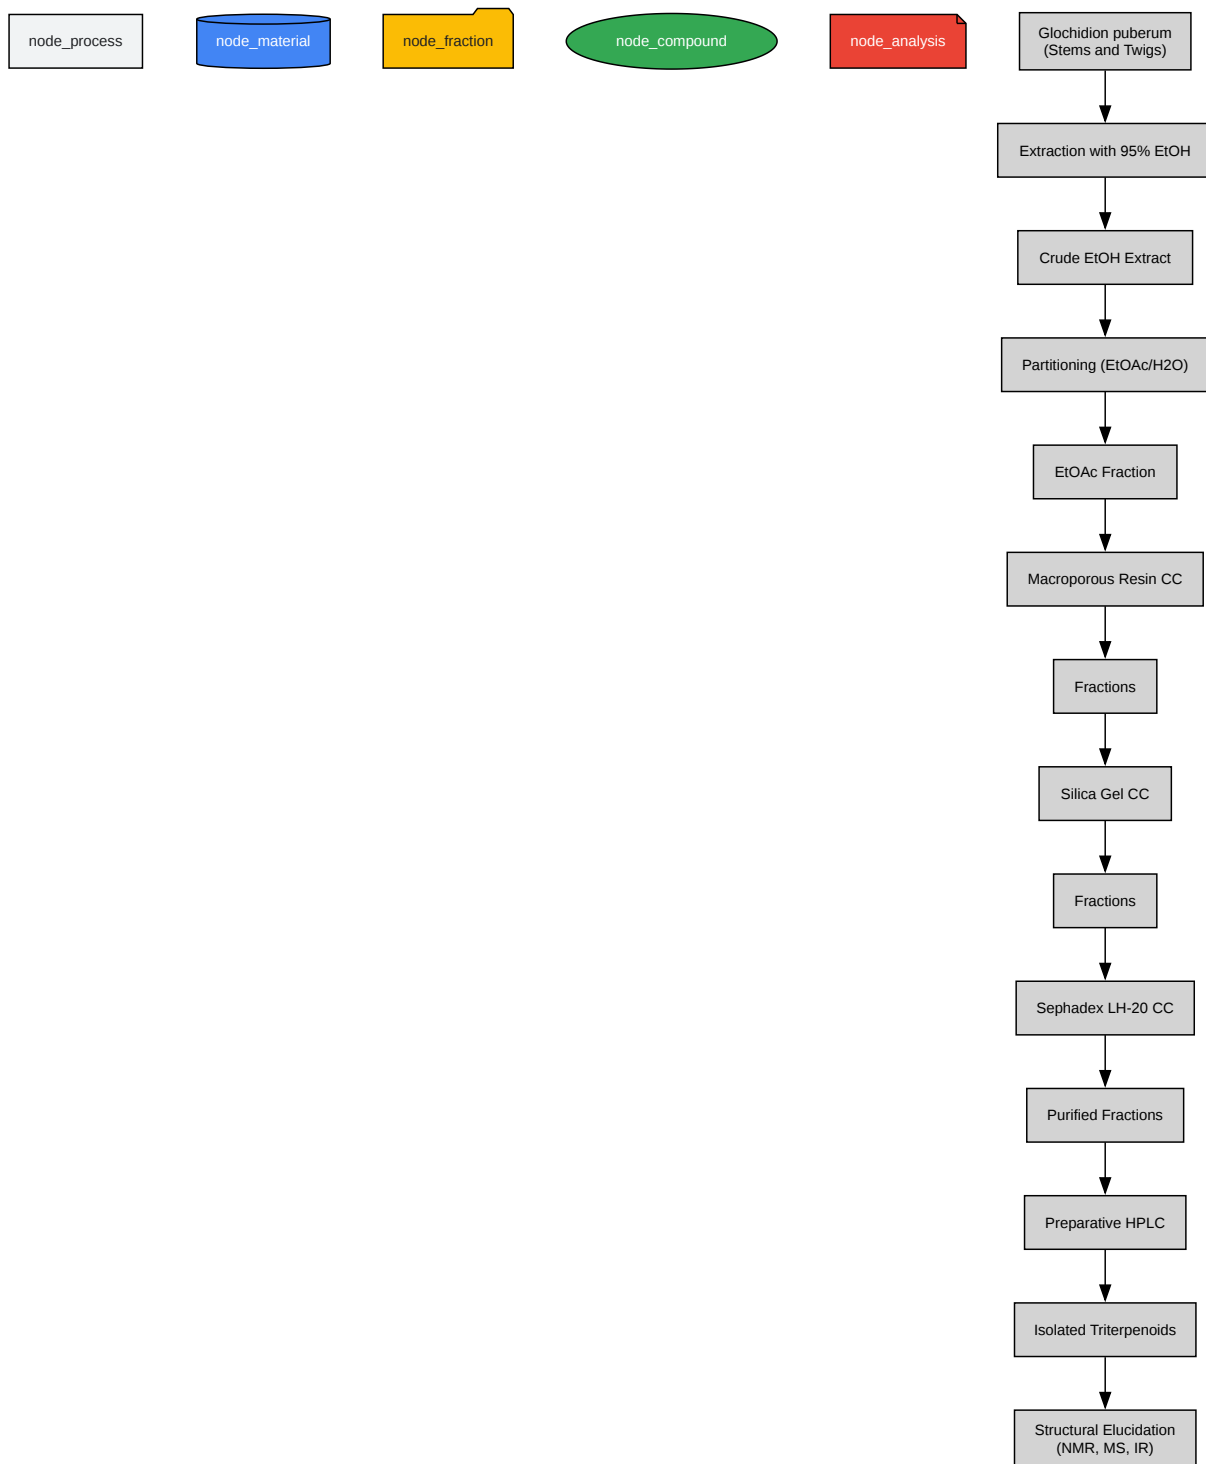 node_process
node_material
node_fraction
node_compound
node_analysis
Glochidion puberum
(Stems and Twigs)
Extraction with 95% EtOH
Crude EtOH Extract
Partitioning (EtOAc/H2O)
EtOAc Fraction
Macroporous Resin CC
Fractions
Silica Gel CC
Fractions
Sephadex LH-20 CC
Purified Fractions
Preparative HPLC
Isolated Triterpenoids
Structural Elucidation
(NMR, MS, IR)